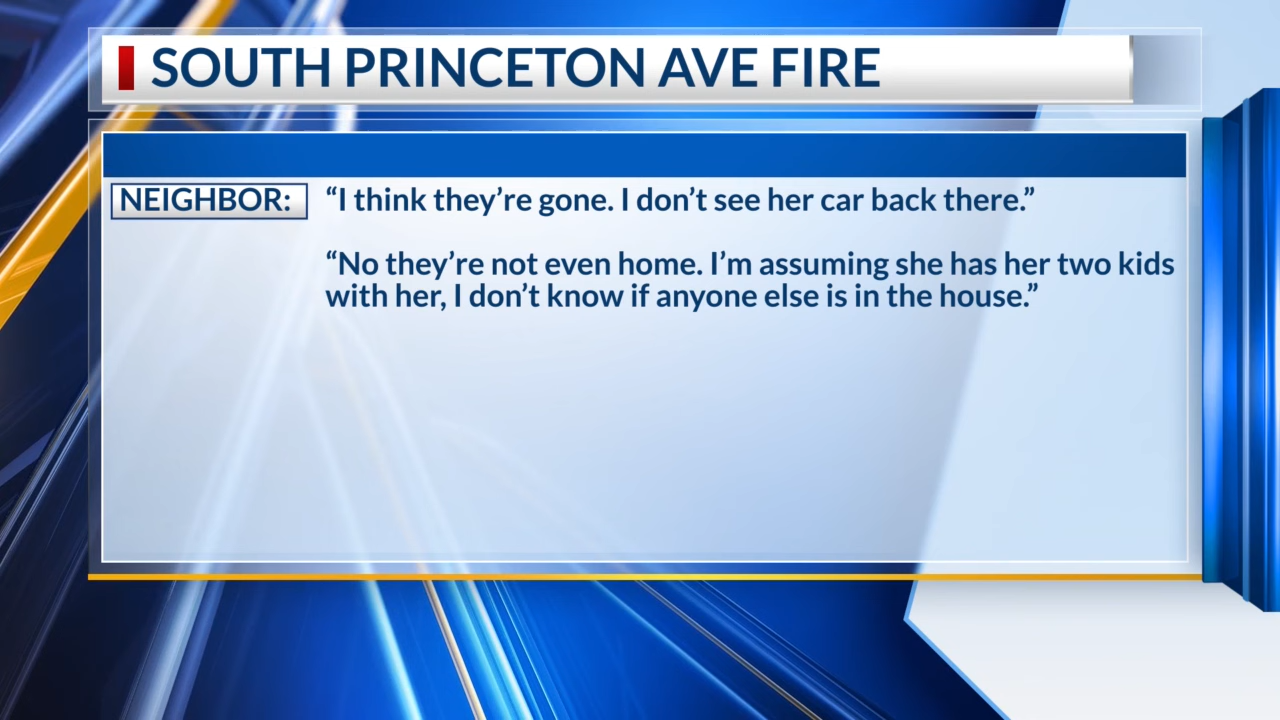 SOUTH PRINCETON AVE FIRE
NEIGHBOR: “I think they’re gone. I don’t see her car back there.”
“No they’re not even home. I’m assuming she has her two kids
with her, I don’t know if anyone else is in the house.”